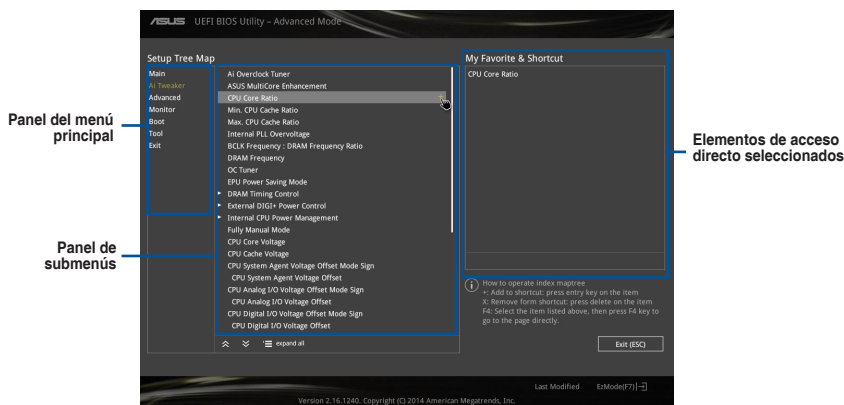 ASUS UEFI BIOS Utility – Advanced Mode
Setup Tree Map
Main
Ai Tweaker
Advanced
Monitor
Boot
Tool
Exit
Ai Overclock Tuner
ASUS MultiCore Enhancement
CPU Core Ratio
Min. CPU Cache Ratio
Max. CPU Cache Ratio
Internal PLL Overvoltage
BCLK Frequency : DRAM Frequency Ratio
DRAM Frequency
OC Tuner
EPU Power Saving Mode
DRAM Timing Control
External DIGI+ Power Control
Internal CPU Power Management
Fully Manual Mode
CPU Core Voltage
CPU Cache Voltage
CPU System Agent Voltage Offset Mode Sign
CPU System Agent Voltage Offset
CPU Analog I/O Voltage Offset Mode Sign
CPU Analog I/O Voltage Offset
CPU Digital I/O Voltage Offset Mode Sign
CPU Digital I/O Voltage Offset
expand all
My Favorite & Shortcut
CPU Core Ratio
How to operate index maptree
+: Add to shortcut: press entry key on the item
X: Remove form shortcut: press delete on the item
F4: Select the item listed above, then press F4 key to
go to the page directly.
Exit (ESC)
Last Modified EzMode(F7)
Version 2.16.1240. Copyright (C) 2014 American Megatrends, Inc.
Panel del menú
principal
Panel de
submenús
Elementos de acceso
directo seleccionados